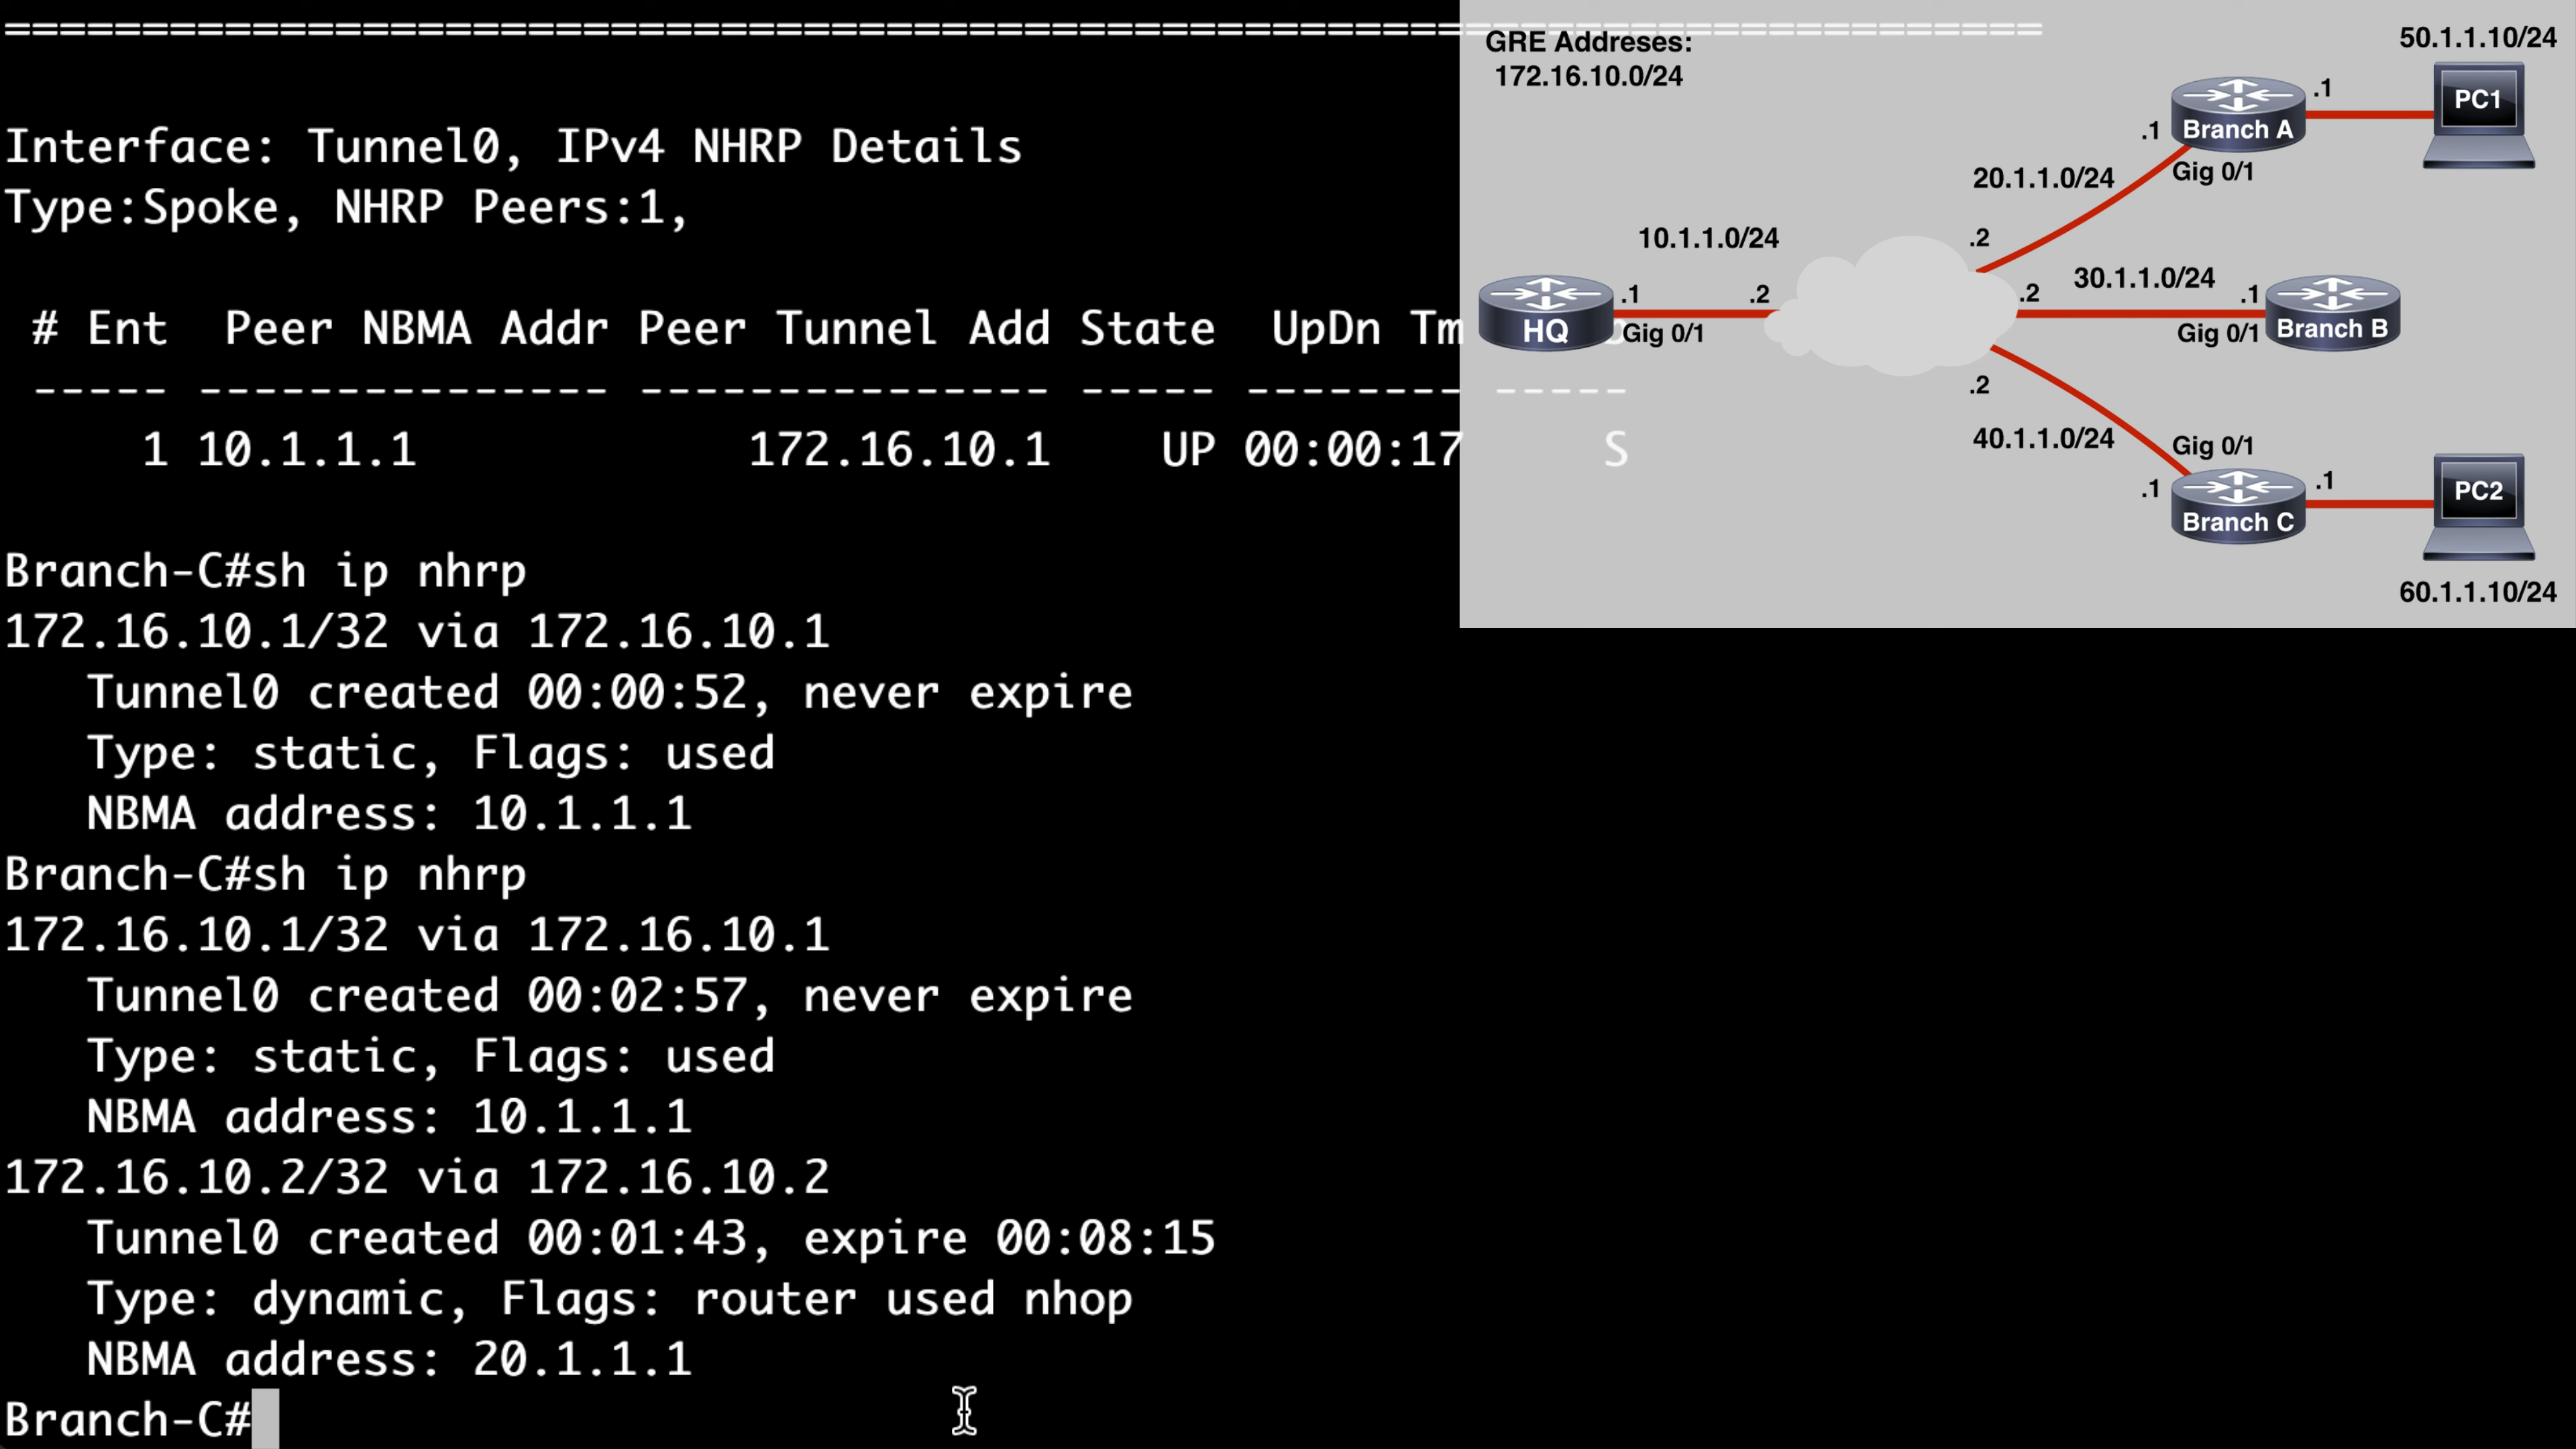 ================================================================================
Interface: Tunnel0, IPv4 NHRP Details
Type:Spoke, NHRP Peers:1,
# Ent  Peer NBMA Addr Peer Tunnel Add State  UpDn Tm
----- --------------- --------------- ----- -------- -----
1 10.1.1.1 172.16.10.1 UP 00:00:17 S
Branch-C#sh ip nhrp
172.16.10.1/32 via 172.16.10.1
Tunnel0 created 00:00:52, never expire
Type: static, Flags: used
NBMA address: 10.1.1.1
Branch-C#sh ip nhrp
172.16.10.1/32 via 172.16.10.1
Tunnel0 created 00:02:57, never expire
Type: static, Flags: used
NBMA address: 10.1.1.1
172.16.10.2/32 via 172.16.10.2
Tunnel0 created 00:01:43, expire 00:08:15
Type: dynamic, Flags: router used nhop
NBMA address: 20.1.1.1
Branch-C#
GRE Addreses:
172.16.10.0/24
50.1.1.10/24
PC1
.1
Branch A
.1
Gig 0/1
20.1.1.0/24
.2
10.1.1.0/24
HQ
.1
.2
Gig 0/1
30.1.1.0/24
.2
.1
Gig 0/1
Branch B
.2
40.1.1.0/24
Gig 0/1
.1
.1
Branch C
PC2
60.1.1.10/24